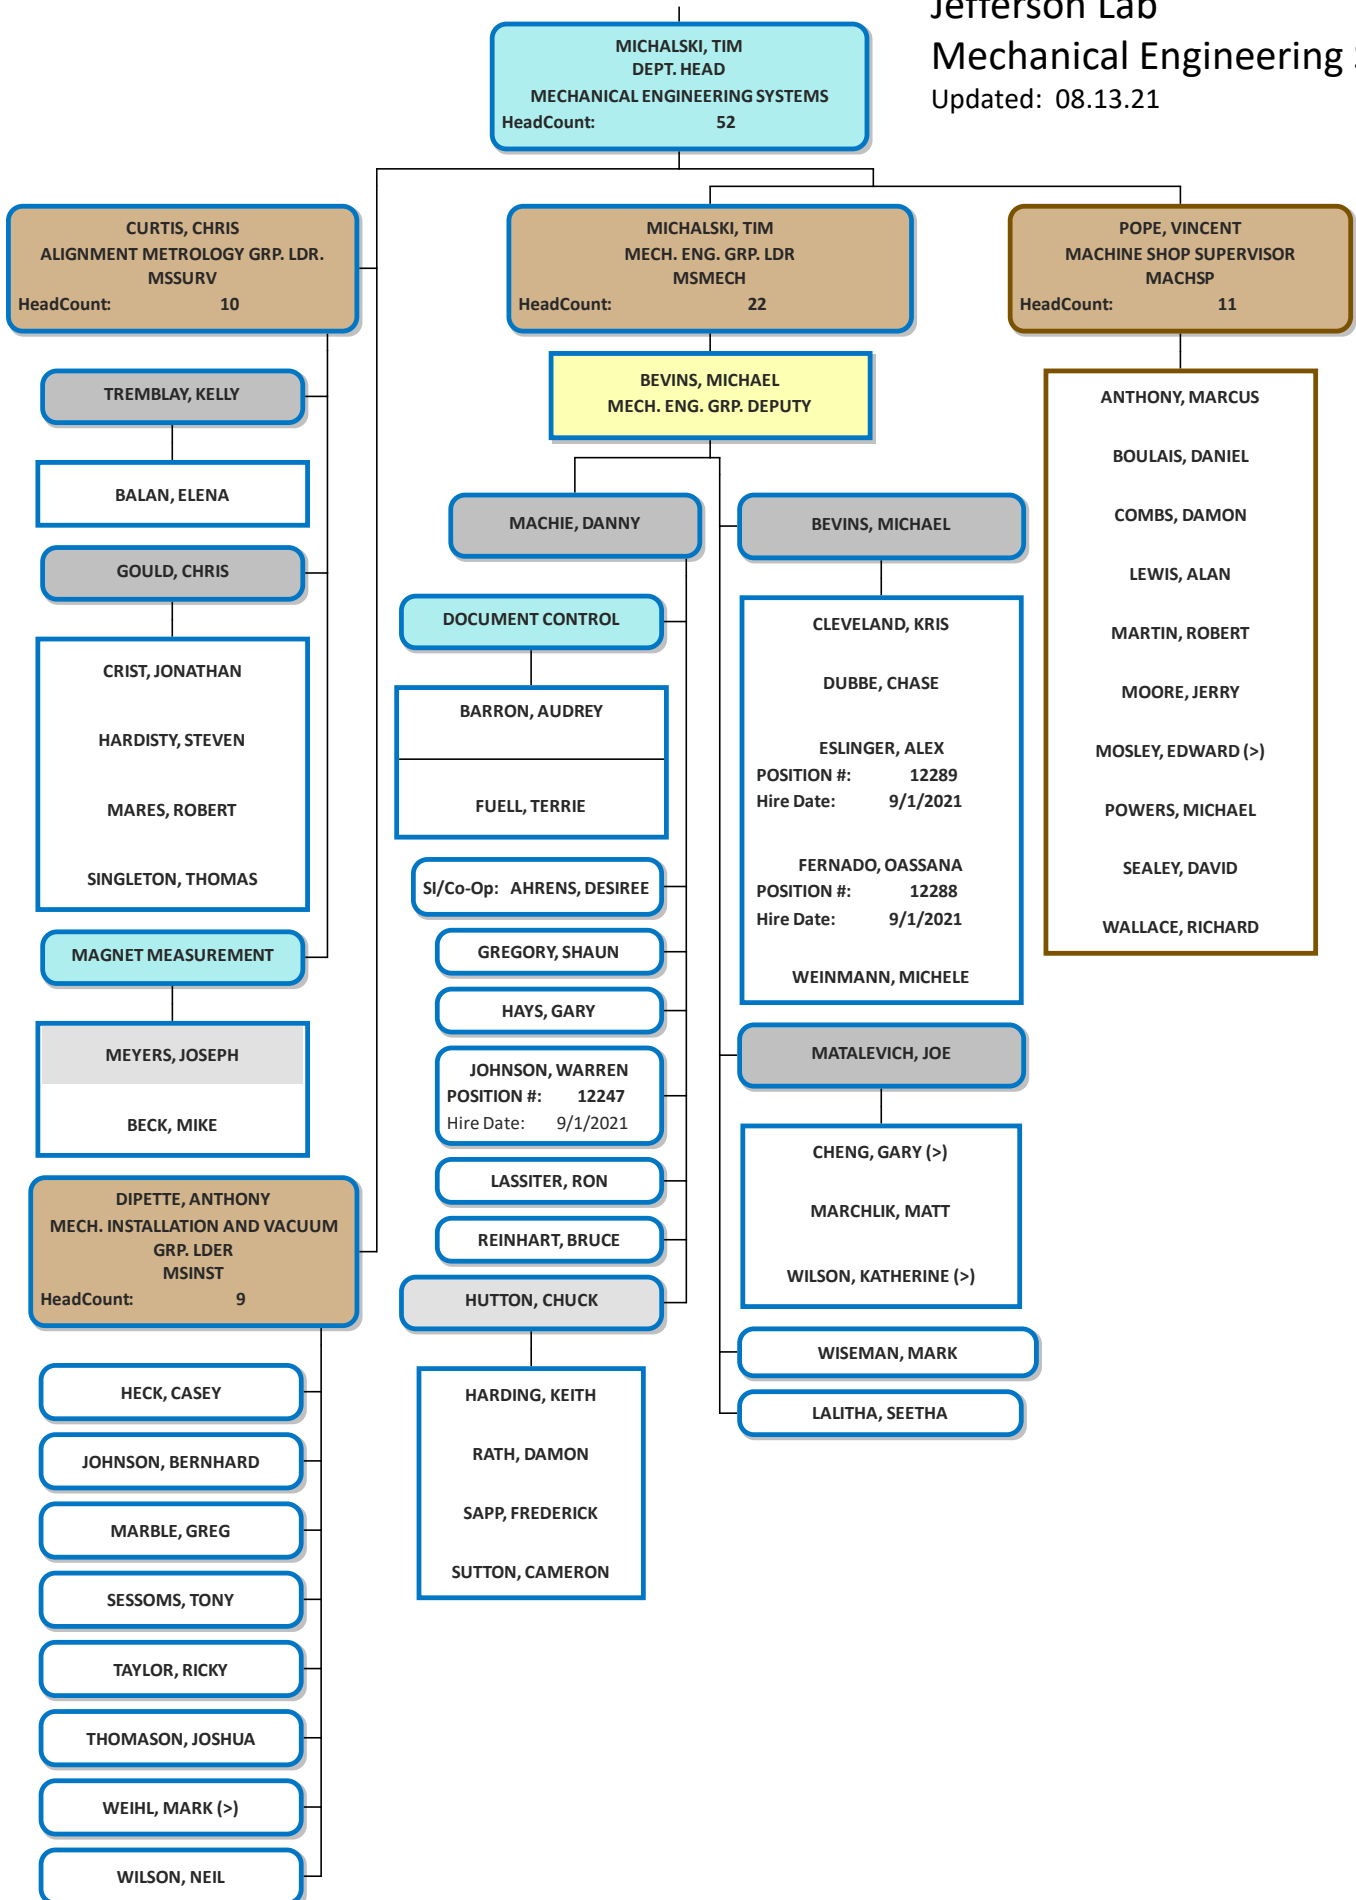 Jefferson Lab
Mechanical Engineering
Updated: 08.13.21
MICHALSKI, TIM
DEPT. HEAD
MECHANICAL ENGINEERING SYSTEMS
HeadCount: 52
CURTIS, CHRIS
ALIGNMENT METROLOGY GRP. LDR.
MSSURV
HeadCount: 10
TREMBLAY, KELLY
BALAN, ELENA
GOULD, CHRIS
CRIST, JONATHAN
HARDISTY, STEVEN
MARES, ROBERT
SINGLETON, THOMAS
MAGNET MEASUREMENT
MEYERS, JOSEPH
BECK, MIKE
DIPETTE, ANTHONY
MECH. INSTALLATION AND VACUUM
GRP. LDER
MSINST
HeadCount: 9
HECK, CASEY
JOHNSON, BERNHARD
MARBLE, GREG
SESSOMS, TONY
TAYLOR, RICKY
THOMASON, JOSHUA
WEIHL, MARK (>)
WILSON, NEIL
MICHALSKI, TIM
MECH. ENG. GRP. LDR
MSMECH
HeadCount: 22
BEVINS, MICHAEL
MECH. ENG. GRP. DEPUTY
MACHIE, DANNY
DOCUMENT CONTROL
BARRON, AUDREY
FUELL, TERRIE
SI/Co-Op: AHRENS, DESIREE
GREGORY, SHAUN
HAYS, GARY
JOHNSON, WARREN
POSITION #: 12247
Hire Date: 9/1/2021
LASSITER, RON
REINHART, BRUCE
HUTTON, CHUCK
HARDING, KEITH
RATH, DAMON
SAPP, FREDERICK
SUTTON, CAMERON
BEVINS, MICHAEL
CLEVELAND, KRIS
DUBBE, CHASE
ESLINGER, ALEX
POSITION #: 12289
Hire Date: 9/1/2021
FERNADO, OASSANA
POSITION #: 12288
Hire Date: 9/1/2021
WEINMANN, MICHELE
MATALEVICH, JOE
CHENG, GARY (>)
MARCHLIK, MATT
WILSON, KATHERINE (>)
WISEMAN, MARK
LALITHA, SEETHA
POPE, VINCENT
MACHINE SHOP SUPERVISOR
MACHSP
HeadCount: 11
ANTHONY, MARCUS
BOULAIS, DANIEL
COMBS, DAMON
LEWIS, ALAN
MARTIN, ROBERT
MOORE, JERRY
MOSLEY, EDWARD (>)
POWERS, MICHAEL
SEALEY, DAVID
WALLACE, RICHARD